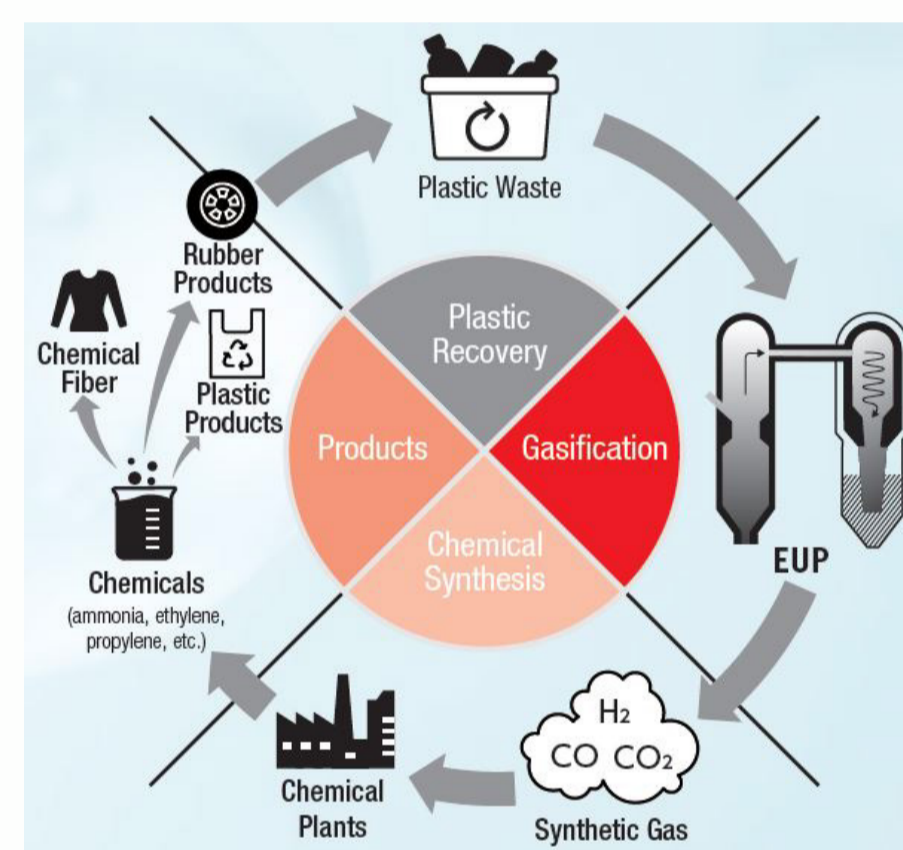 Plastic Waste
Rubber
Products
Chemical
Fiber
Plastic
Products
Plastic
Recovery
Products
Gasification
Chemical
Synthesis
EUP
Chemicals
(ammonia, ethylene,
propylene, etc.)
H2
CO CO2
Chemical
Plants
Synthetic Gas